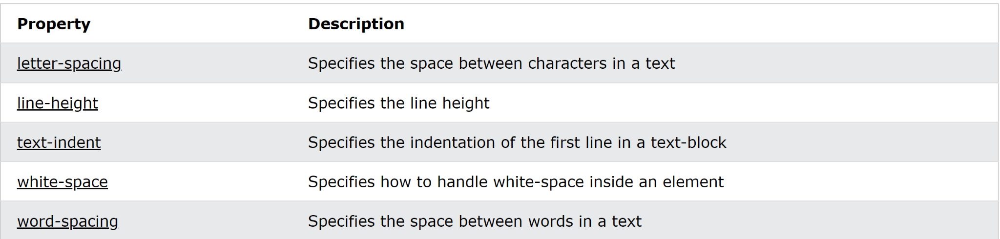 Property Description
letter-spacing Specifies the space between characters in a text
line-height Specifies the line height
text-indent Specifies the indentation of the first line in a text-block
white-space Specifies how to handle white-space inside an element
word-spacing Specifies the space between words in a text